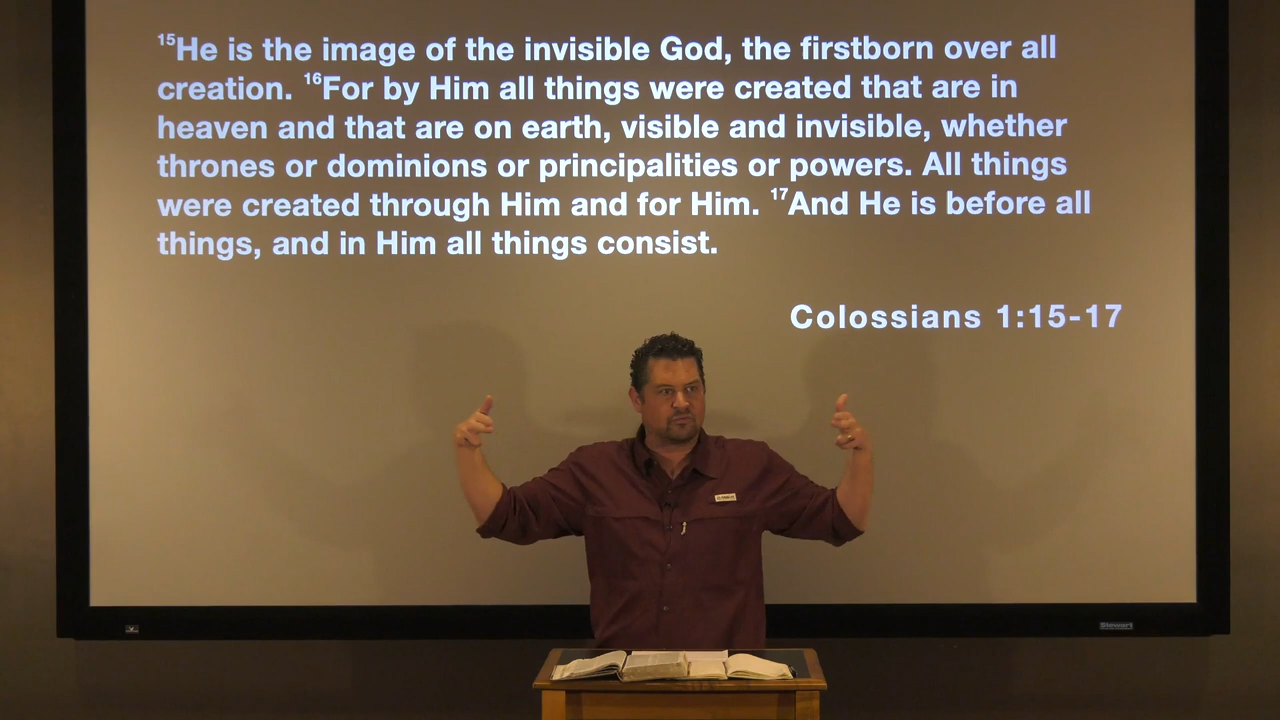 ¹⁵He is the image of the invisible God, the firstborn over all
creation. ¹⁶For by Him all things were created that are in
heaven and that are on earth, visible and invisible, whether
thrones or dominions or principalities or powers. All things
were created through Him and for Him. ¹⁷And He is before all
things, and in Him all things consist.
Colossians 1:15-17
Stewart